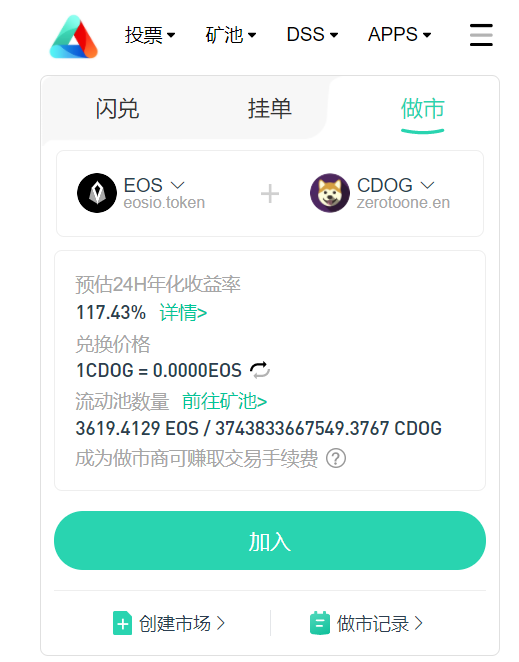 投票 矿池 DSS APPS
闪兑 挂单 做市
EOS CDOG
eosio.token + zerotoone.en
预估24H年化收益率
117.43% 详情>
兑换价格
1CDOG = 0.0000EOS
流动池数量 前往矿池>
3619.4129 EOS / 3743833667549.3767 CDOG
成为做市商可赚取交易手续费 ?
加入
创建市场 做市记录